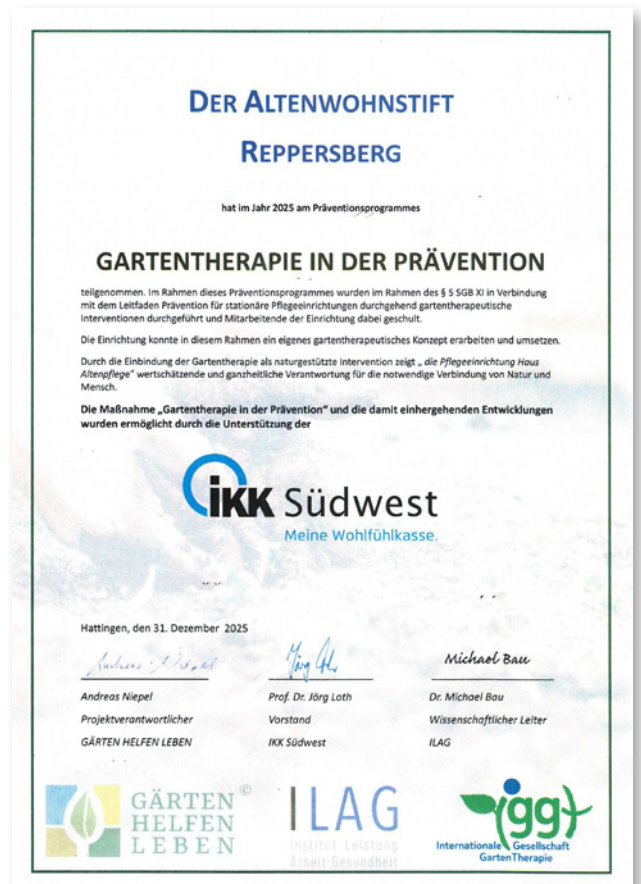 DER ALTENWOHNSTIFT
REPPERSBERG
hat im Jahr 2025 am Präventionsprogrammes
GARTENTHERAPIE IN DER PRÄVENTION
teilgenommen. Im Rahmen dieses Präventionsprogrammes wurden im Rahmen des § 5 SGB XI in Verbindung
mit dem Leitfaden Prävention für stationäre Pflegeeinrichtungen durchgehend gartentherapeutische
Interventionen durchgeführt und Mitarbeitende der Einrichtung dabei geschult.
Die Einrichtung konnte in diesem Rahmen ein eigenes gartentherapeutisches Konzept erarbeiten und umsetzen.
Durch die Einbindung der Gartentherapie als naturgestützte Intervention zeigt „ die Pflegeeinrichtung Haus
Altenpflege" wertschätzende und ganzheitliche Verantwortung für die notwendige Verbindung von Natur und
Mensch.
Die Maßnahme „Gartentherapie in der Prävention" und die damit einhergehenden Entwicklungen
wurden ermöglicht durch die Unterstützung der
iKK Südwest
Meine Wohlfühlkasse.
Hattingen, den 31. Dezember 2025
Andreas Niepel Jörg Loth Michael Bau
Andreas Niepel Prof. Dr. Jörg Loth Dr. Michael Bau
Projektverantwortlicher Vorstand Wissenschaftlicher Leiter
GÄRTEN HELFEN LEBEN IKK Südwest ILAG
GÄRTEN©
HELFEN
LEBEN
ILAG
Institut Leistung
Arbeit Gesundheit
iggt
Internationale Gesellschaft
GartenTherapie